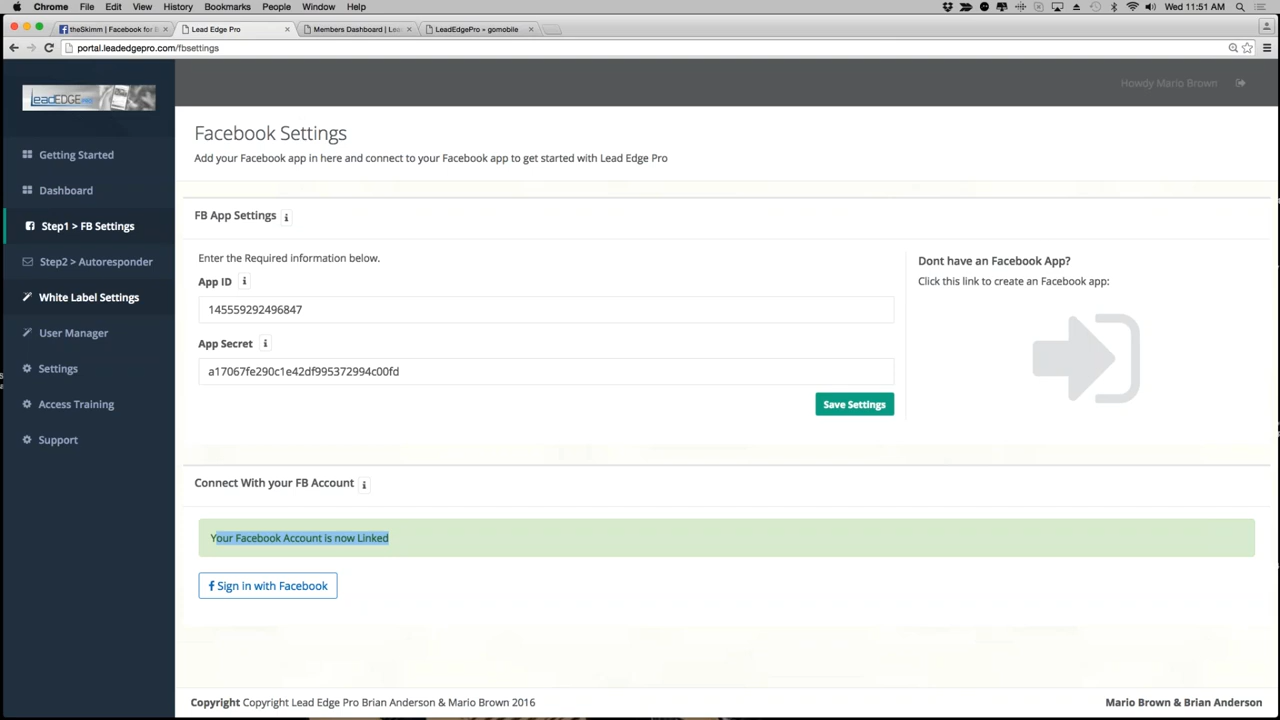 Chrome File Edit View History Bookmarks People Window Help
Wed 11:51 AM
theSkimm | Facebook for
Lead Edge Pro
Members Dashboard | Lea
LeadEdgePro « gomobile
portal.leadedgepro.com/fbsettings
LeadEDGE PRO
Howdy Mario Brown
Getting Started
Dashboard
Step1 > FB Settings
Step2 > Autoresponder
White Label Settings
User Manager
Settings
Access Training
Support
Facebook Settings
Add your Facebook app in here and connect to your Facebook app to get started with Lead Edge Pro
FB App Settings
Enter the Required information below.
App ID
145559292496847
App Secret
a17067fe290c1e42df995372994c00fd
Save Settings
Dont have an Facebook App?
Click this link to create an Facebook app:
Connect With your FB Account
Your Facebook Account is now Linked
Sign in with Facebook
Copyright Copyright Lead Edge Pro Brian Anderson & Mario Brown 2016
Mario Brown & Brian Anderson